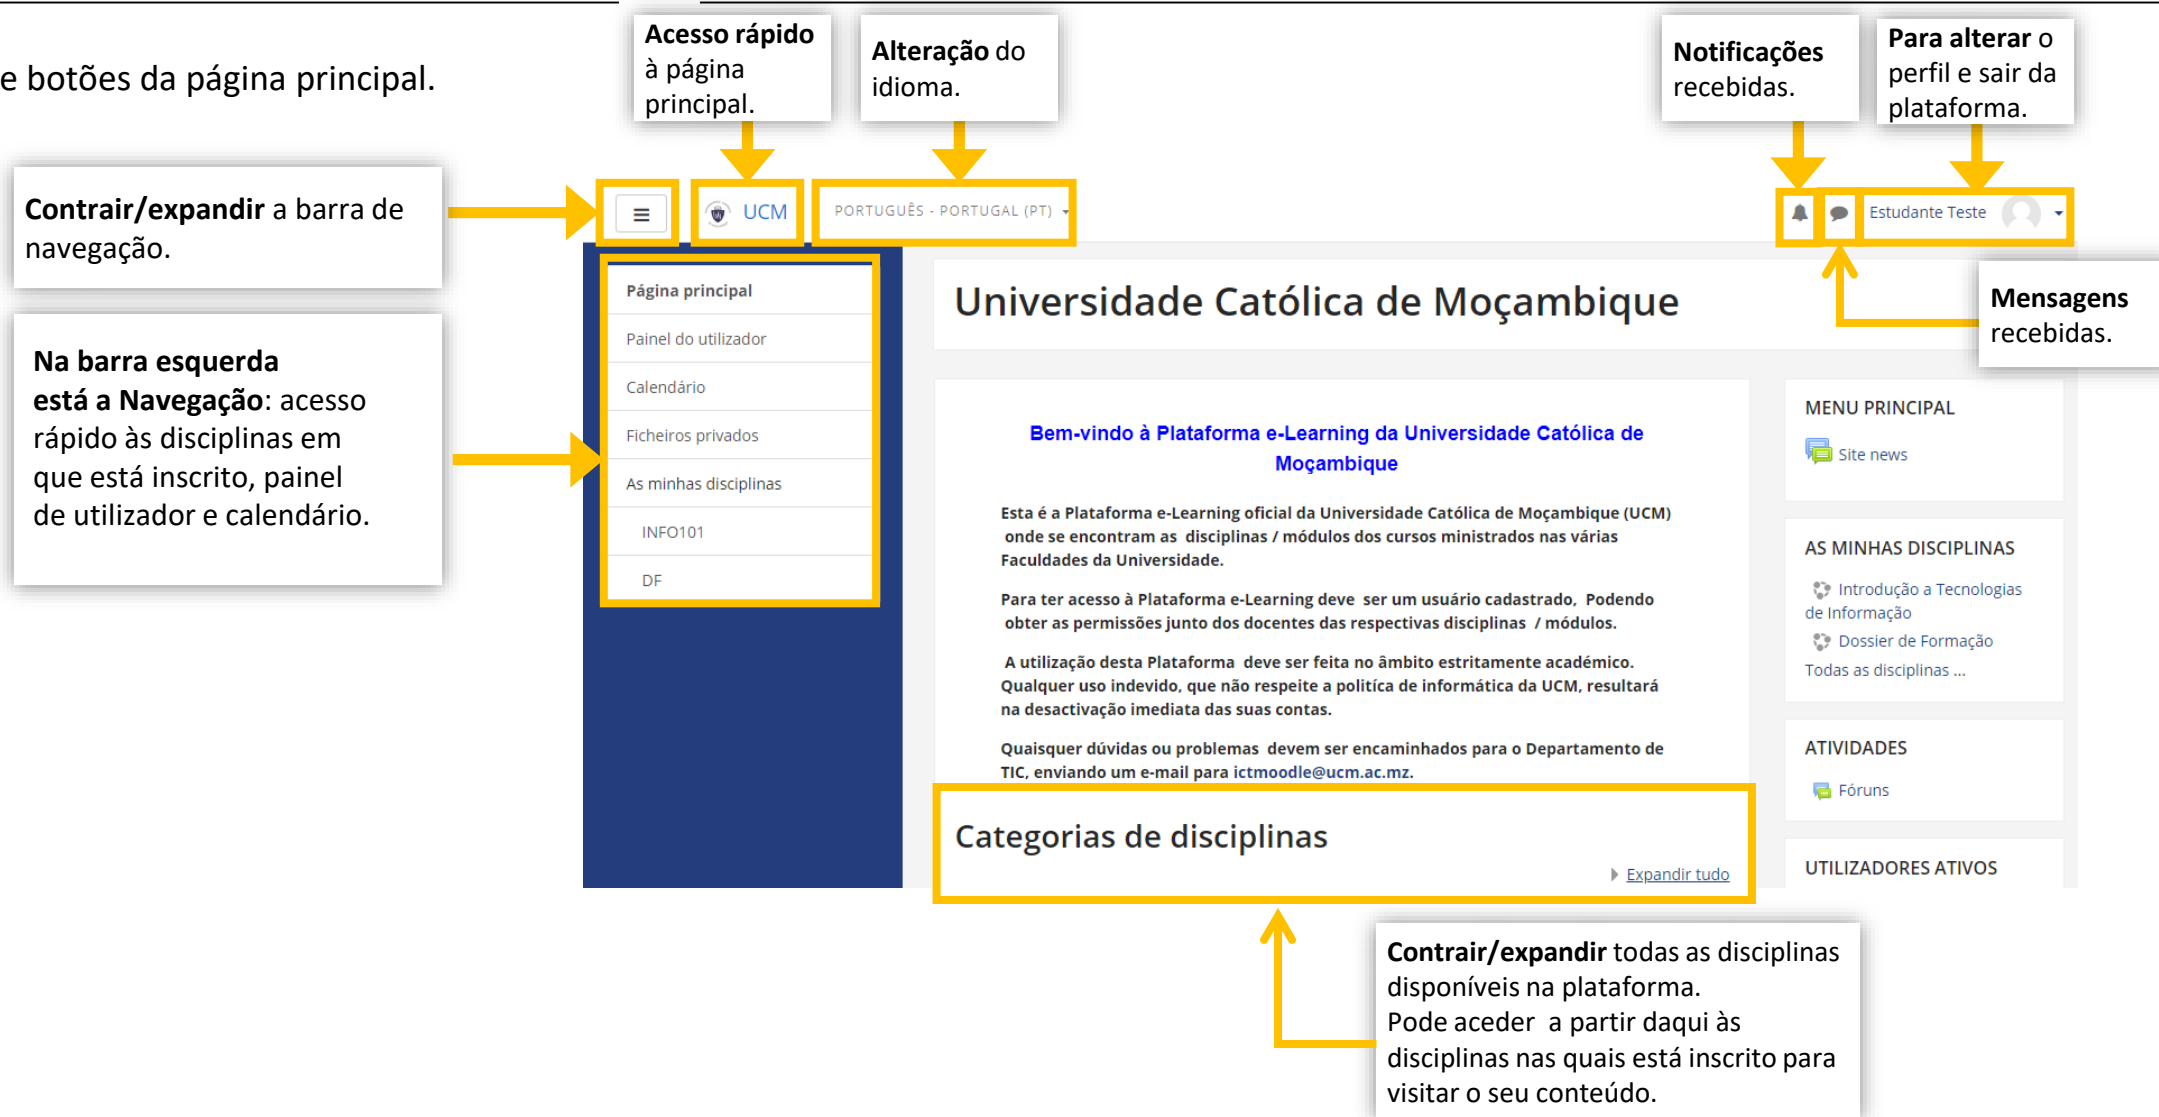 e botões da página principal.
Acesso rápido
à página
principal.
Alteração do
idioma.
Notificações
recebidas.
Para alterar o
perfil e sair da
plataforma.
Contrair/expandir a barra de
navegação.
UCM
PORTUGUÊS - PORTUGAL (PT)
Estudante Teste
Mensagens
recebidas.
Na barra esquerda
está a Navegação: acesso
rápido às disciplinas em
que está inscrito, painel
de utilizador e calendário.
Página principal
Painel do utilizador
Calendário
Ficheiros privados
As minhas disciplinas
INFO101
DF
Universidade Católica de Moçambique
Bem-vindo à Plataforma e-Learning da Universidade Católica de
Moçambique
Esta é a Plataforma e-Learning oficial da Universidade Católica de Moçambique (UCM)
onde se encontram as disciplinas / módulos dos cursos ministrados nas várias
Faculdades da Universidade.
Para ter acesso à Plataforma e-Learning deve ser um usuário cadastrado, Podendo
obter as permissões junto dos docentes das respectivas disciplinas / módulos.
A utilização desta Plataforma deve ser feita no âmbito estritamente académico.
Qualquer uso indevido, que não respeite a politíca de informática da UCM, resultará
na desactivação imediata das suas contas.
Quaisquer dúvidas ou problemas devem ser encaminhados para o Departamento de
TIC, enviando um e-mail para ictmoodle@ucm.ac.mz.
Categorias de disciplinas
Expandir tudo
MENU PRINCIPAL
Site news
AS MINHAS DISCIPLINAS
Introdução a Tecnologias
de Informação
Dossier de Formação
Todas as disciplinas ...
ATIVIDADES
Fóruns
UTILIZADORES ATIVOS
Contrair/expandir todas as disciplinas
disponíveis na plataforma.
Pode aceder a partir daqui às
disciplinas nas quais está inscrito para
visitar o seu conteúdo.